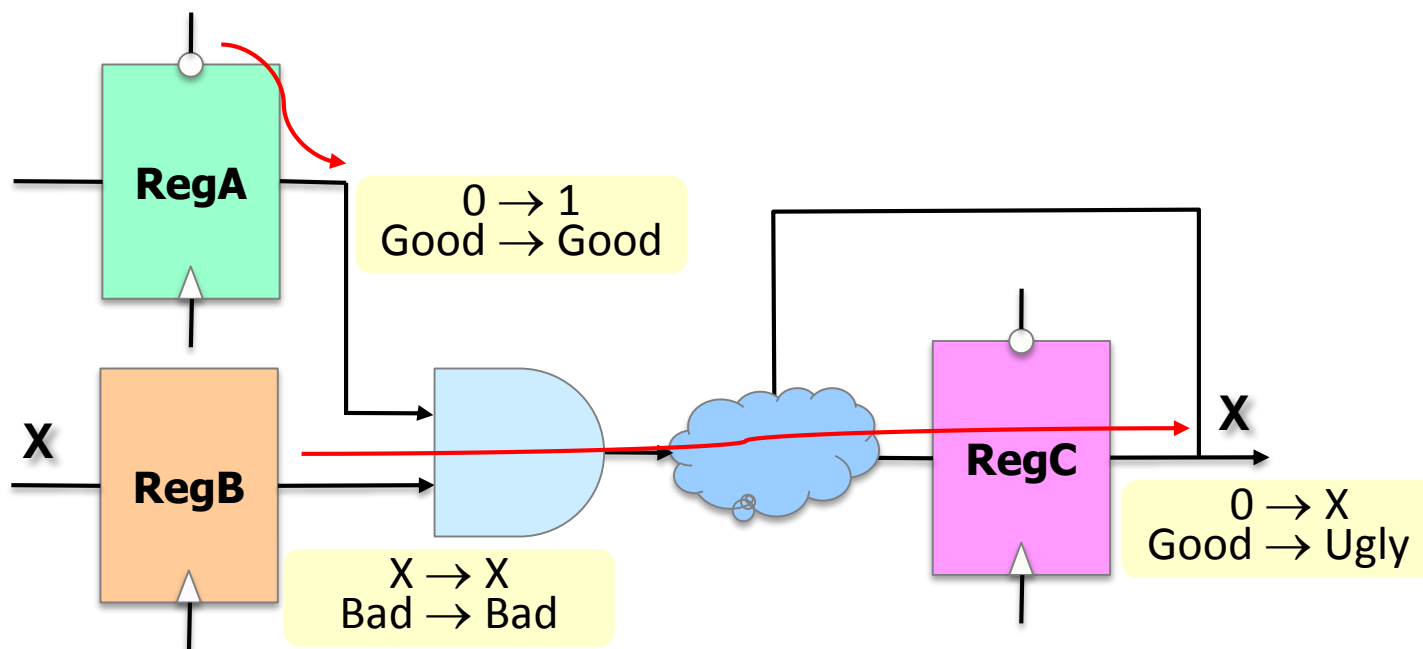 RegA
0 → 1
Good → Good
X
RegB
X → X
Bad → Bad
RegC
X
0 → X
Good → Ugly